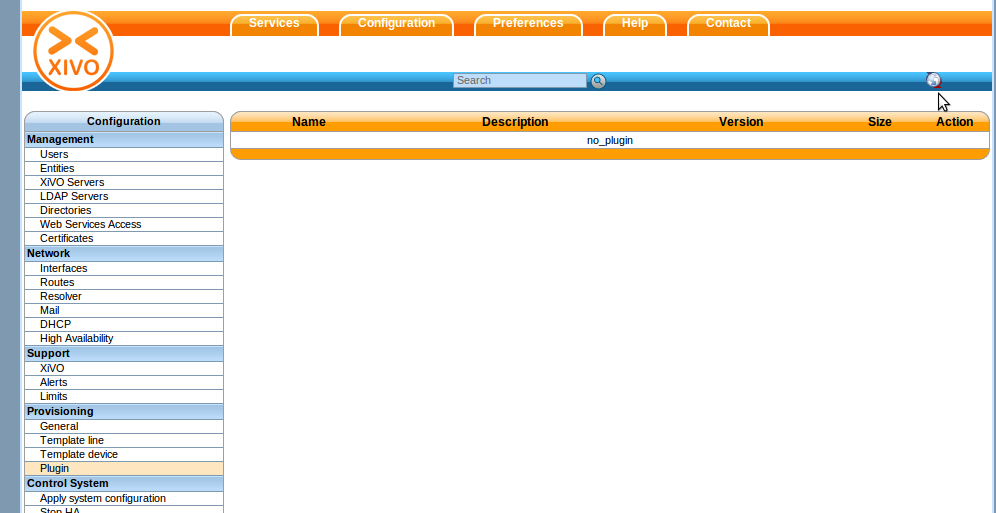 Services Configuration Preferences Help Contact
XIVO
Search
Configuration
Management
Users
Entities
XiVO Servers
LDAP Servers
Directories
Web Services Access
Certificates
Network
Interfaces
Routes
Resolver
Mail
DHCP
High Availability
Support
XiVO
Alerts
Limits
Provisioning
General
Template line
Template device
Plugin
Control System
Apply system configuration
Stop HA
Name Description Version Size Action
no_plugin